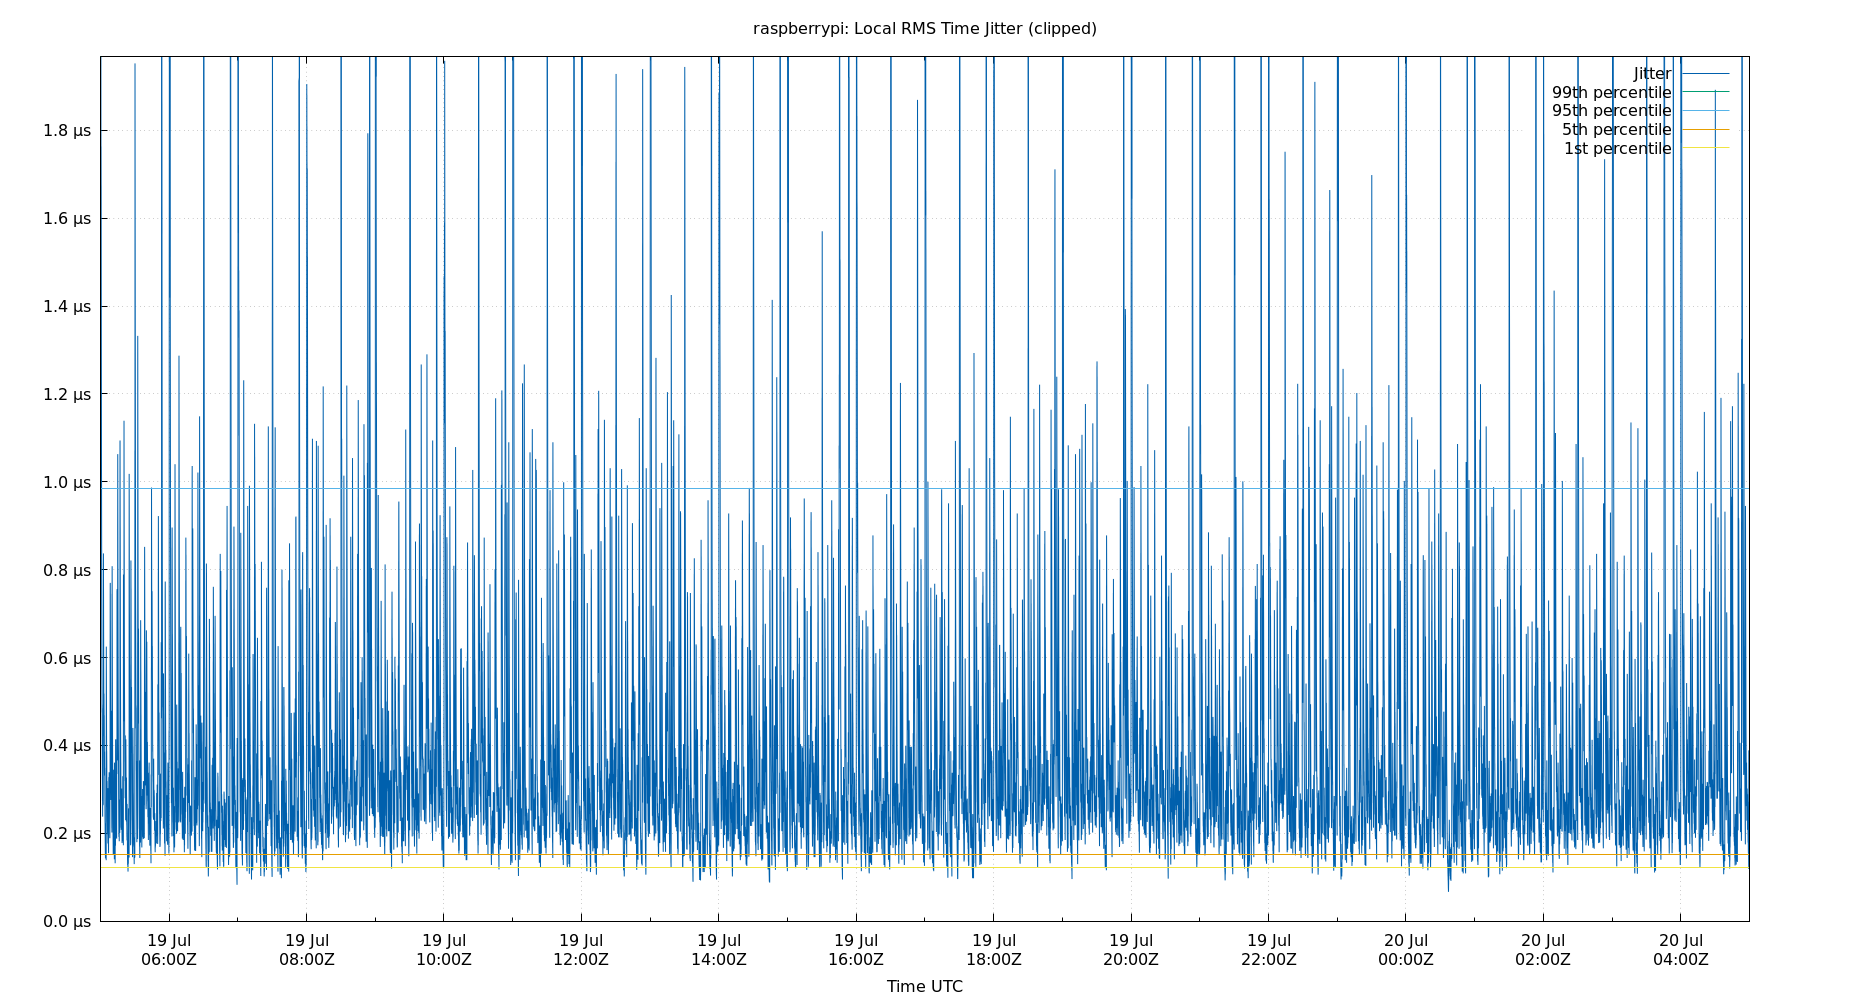 raspberrypi: Local RMS Time Jitter (clipped)
Jitter
99th percentile
95th percentile
5th percentile
1st percentile
1.8 µs
1.6 µs
1.4 µs
1.2 µs
1.0 µs
0.8 µs
0.6 µs
0.4 µs
0.2 µs
0.0 µs
19 Jul 19 Jul 19 Jul 19 Jul 19 Jul 19 Jul 19 Jul 19 Jul 19 Jul 20 Jul 20 Jul 20 Jul
06:00Z 08:00Z 10:00Z 12:00Z 14:00Z 16:00Z 18:00Z 20:00Z 22:00Z 00:00Z 02:00Z 04:00Z
Time UTC